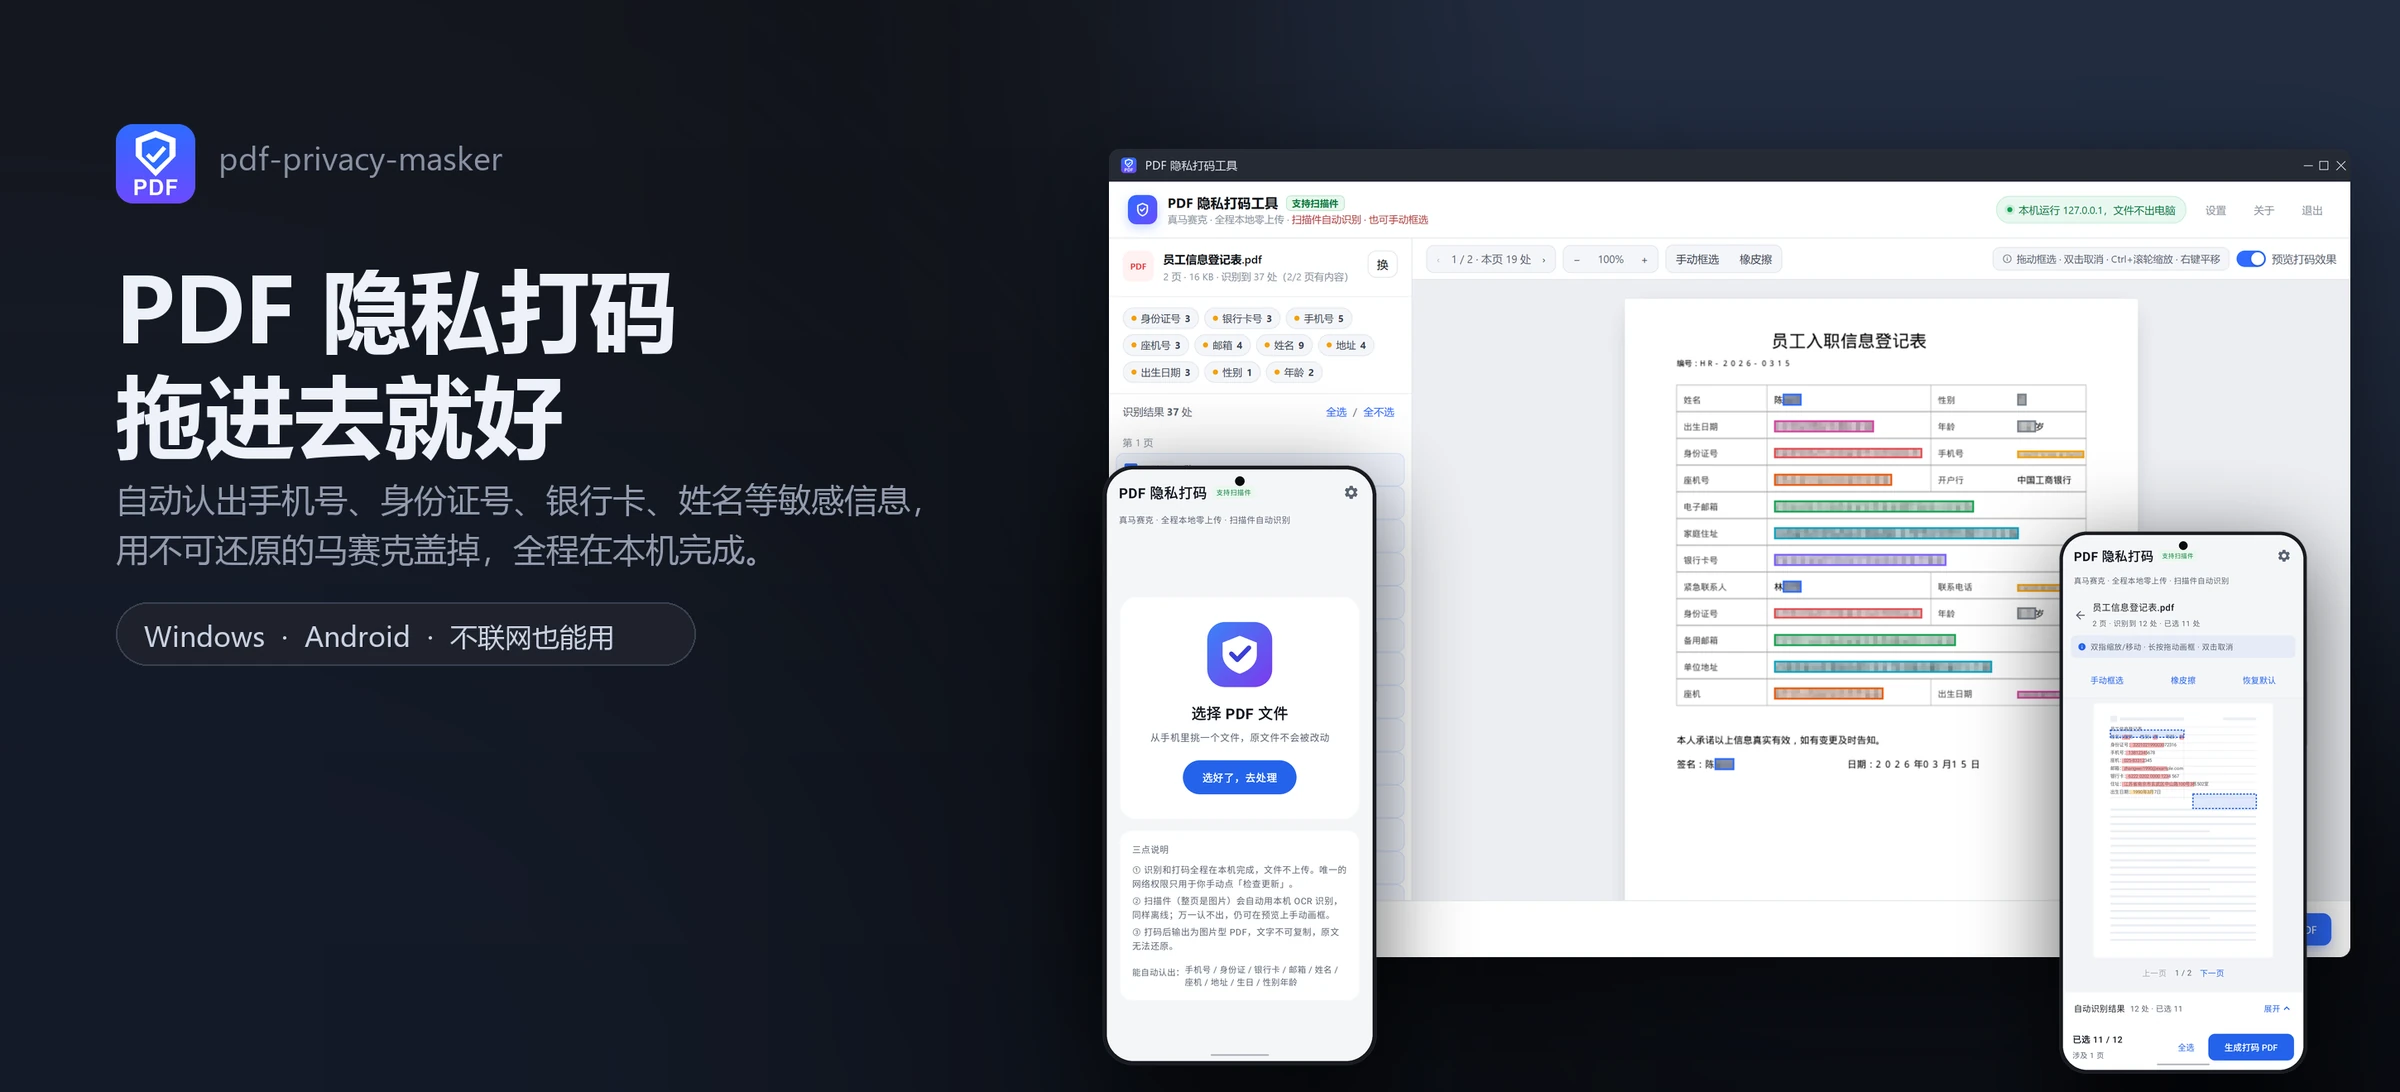 PDF
pdf-privacy-masker
PDF 隐私打码
拖进去就好
自动认出手机号、身份证号、银行卡、姓名等敏感信息，
用不可还原的马赛克盖掉，全程在本机完成。
Windows · Android · 不联网也能用
PDF 隐私打码工具
PDF 隐私打码工具 支持扫描件
真马赛克 · 全程本地零上传 · 扫描件自动识别 · 也可手动框选
本机运行 127.0.0.1，文件不出电脑 设置 关于 退出
PDF 员工信息登记表.pdf 换
2 页 · 16 KB · 识别到 37 处（2/2 页有内容）
身份证号 3 银行卡号 3 手机号 5
座机号 3 邮箱 4 姓名 9 地址 4
出生日期 3 性别 1 年龄 2
识别结果 37 处 全选 / 全不选
第 1 页
‹ 1 / 2 · 本页 19 处 › − 100% + 手动框选 橡皮擦
拖动框选 · 双击取消 · Ctrl+滚轮缩放 · 右键平移 预览打码效果
员工入职信息登记表
编号：HR-2026-0315
姓名 陈 性别
出生日期 年龄 岁
身份证号 手机号
座机号 开户行 中国工商银行
电子邮箱
家庭住址
银行卡号
紧急联系人 林 联系电话
身份证号 年龄 岁
备用邮箱
单位地址
座机 出生日期
本人承诺以上信息真实有效，如有变更及时告知。
签名：陈 日期：2026年03月15日
DF
PDF 隐私打码 支持扫描件
真马赛克 · 全程本地零上传 · 扫描件自动识别
选择 PDF 文件
从手机里挑一个文件，原文件不会被改动
选好了，去处理
三点说明
① 识别和打码全程在本机完成，文件不上传。唯一的
网络权限只用于你手动点「检查更新」。
② 扫描件（整页是图片）会自动用本机 OCR 识别，
同样离线；万一认不出，仍可在预览上手动画框。
③ 打码后输出为图片型 PDF，文字不可复制，原文
无法还原。
能自动认出：手机号 / 身份证 / 银行卡 / 邮箱 / 姓名 /
座机 / 地址 / 生日 / 性别年龄
PDF 隐私打码 支持扫描件
真马赛克 · 全程本地零上传 · 扫描件自动识别
员工信息登记表.pdf
2 页 · 识别到 12 处 · 已选 11 处
双指缩放/移动 · 长按拖动画框 · 双击取消
手动框选 橡皮擦 恢复默认
身份证号
手机号
座机
邮箱
银行卡
住址
出生日期
上一页 1 / 2 下一页
自动识别结果 12 处 · 已选 11 展开
已选 11 / 12
涉及 1 页
全选 生成打码 PDF